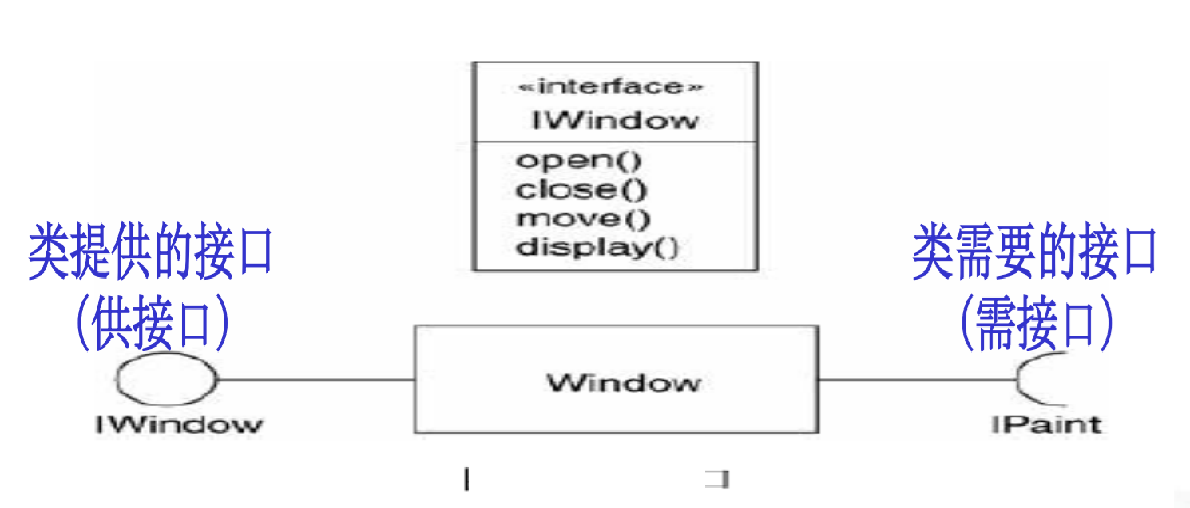 «interface»
IWindow
open()
close()
move()
display()
类提供的接口
(供接口)
类需要的接口
(需接口)
Window
IWindow
IPaint